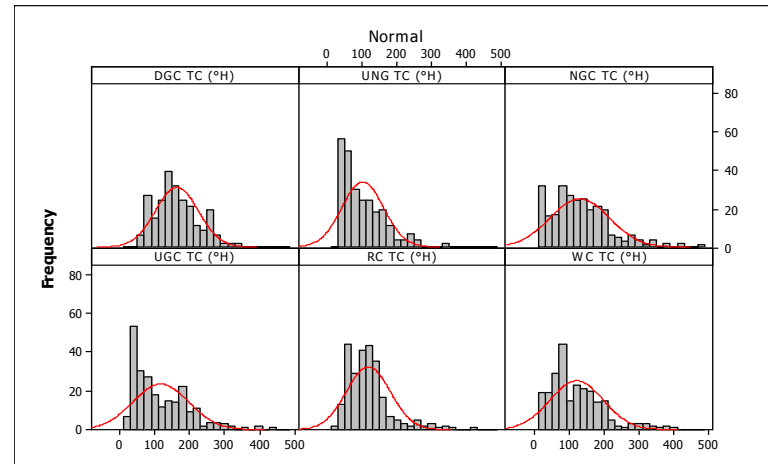 Normal
0 100 200 300 400 500
DGC TC (°H) UNG TC (°H) NGC TC (°H)
80
60
40
20
0
Frequency
UGC TC (°H) RC TC (°H) WC TC (°H)
80
60
40
20
0
0 100 200 300 400 500 0 100 200 300 400 500